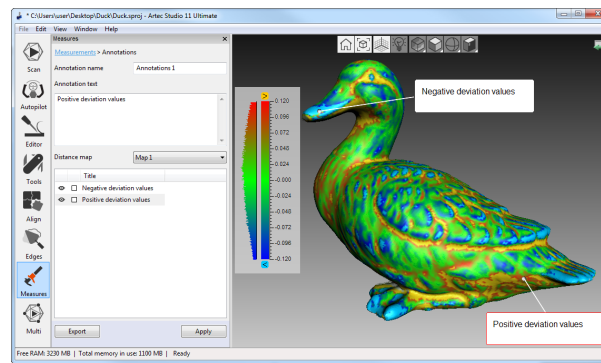 * C:\Users\user\Desktop\Duck\Duck.sproj - Artec Studio 11 Ultimate
File Edit View Window Help
Scan
Autopilot
Editor
Tools
Align
Edges
Measures
Multi
Measures
Measurements > Annotations
Annotation name Annotations 1
Annotation text
Positive deviation values
Distance map Map 1
Title
Negative deviation values
Positive deviation values
Export Apply
0.120
0.096
0.072
0.048
0.024
-0.000
-0.024
-0.048
-0.072
-0.096
-0.120
Negative deviation values
Positive deviation values
Free RAM: 3230 MB | Total memory in use: 1100 MB | Ready